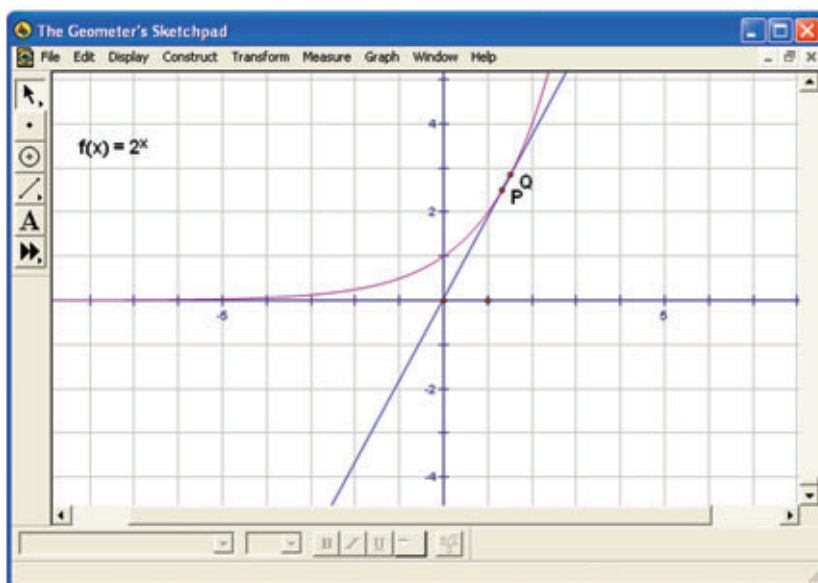 The Geometer's Sketchpad
File Edit Display Construct Transform Measure Graph Window Help
f(x) = 2ˣ
4
Q
P
2
-5
5
A
-2
-4
B I U